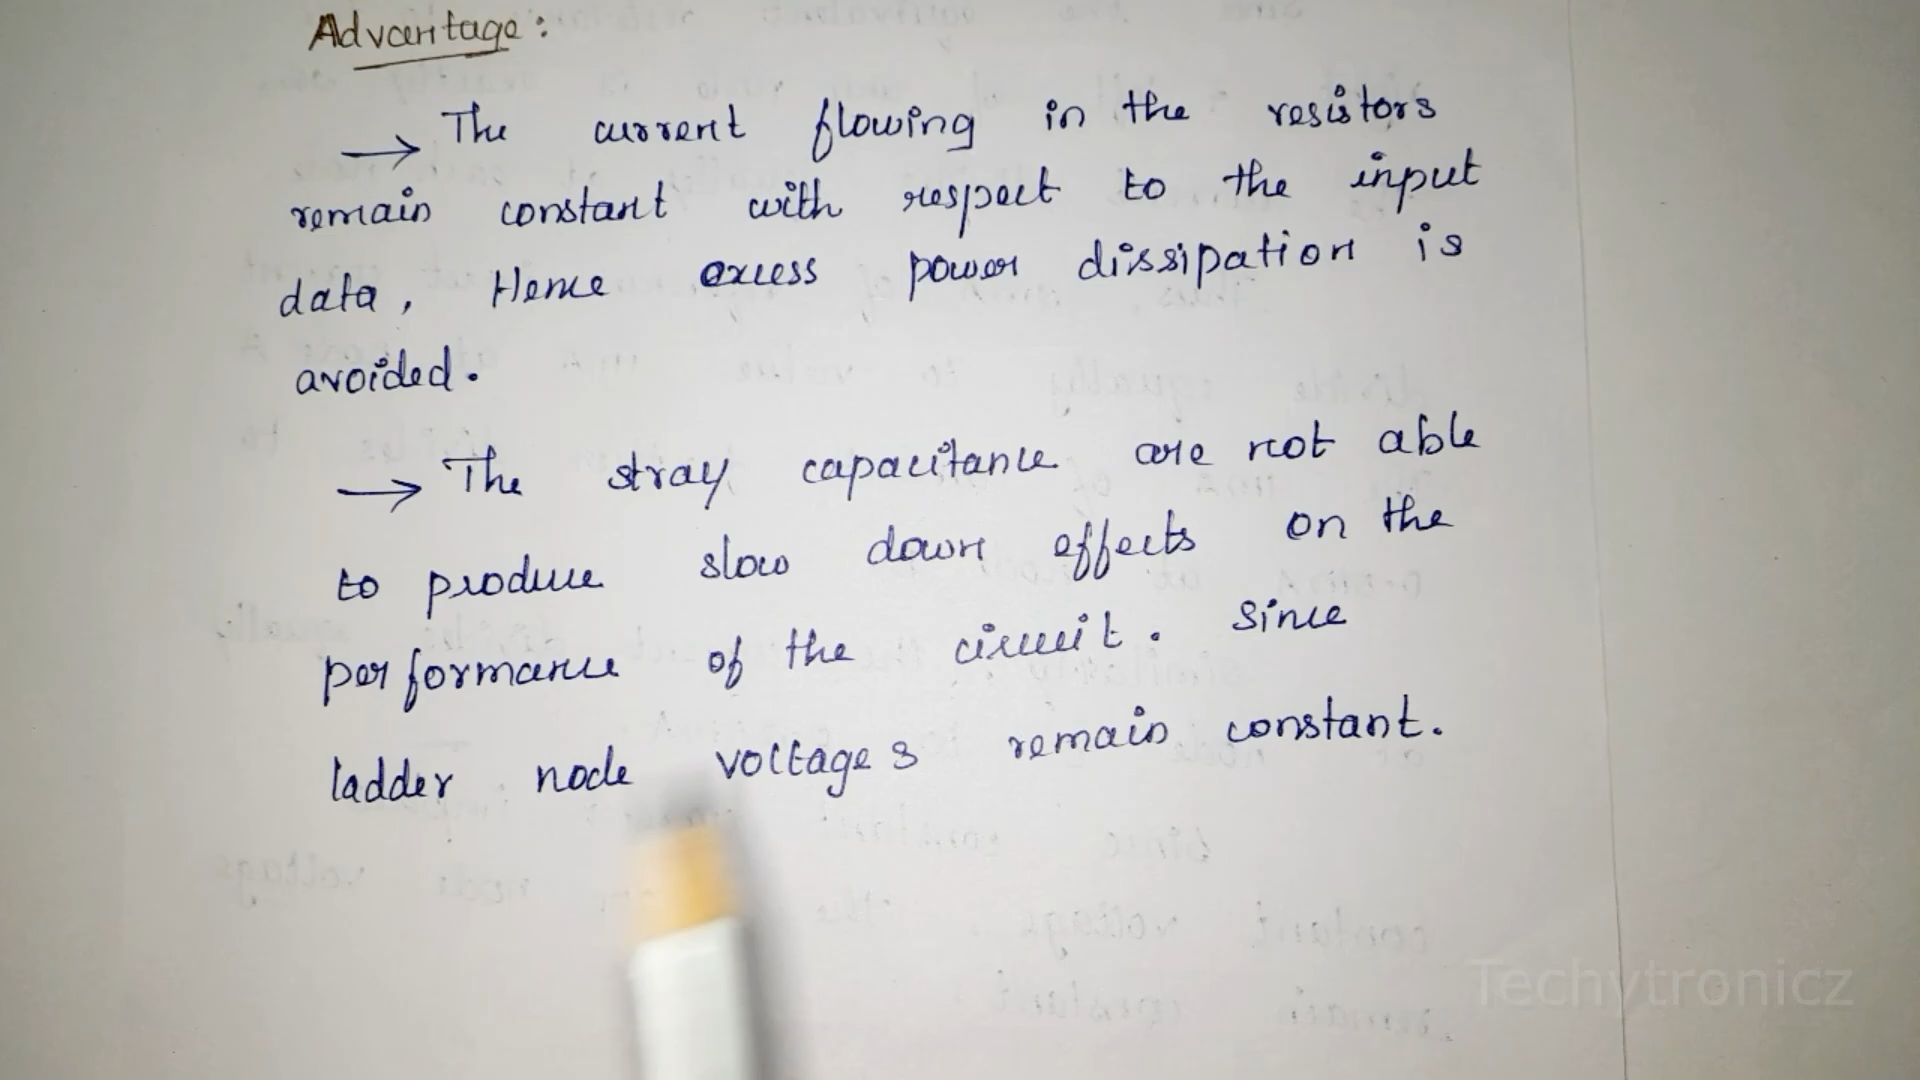 Advantage:
→ The current flowing in the resistors
remain constant with respect to the input
data, Hence excess power dissipation is
avoided.
→ The stray capacitance are not able
to produce slow down effects on the
performance of the circuit. Since
ladder node voltages remain constant.
Techytronicz